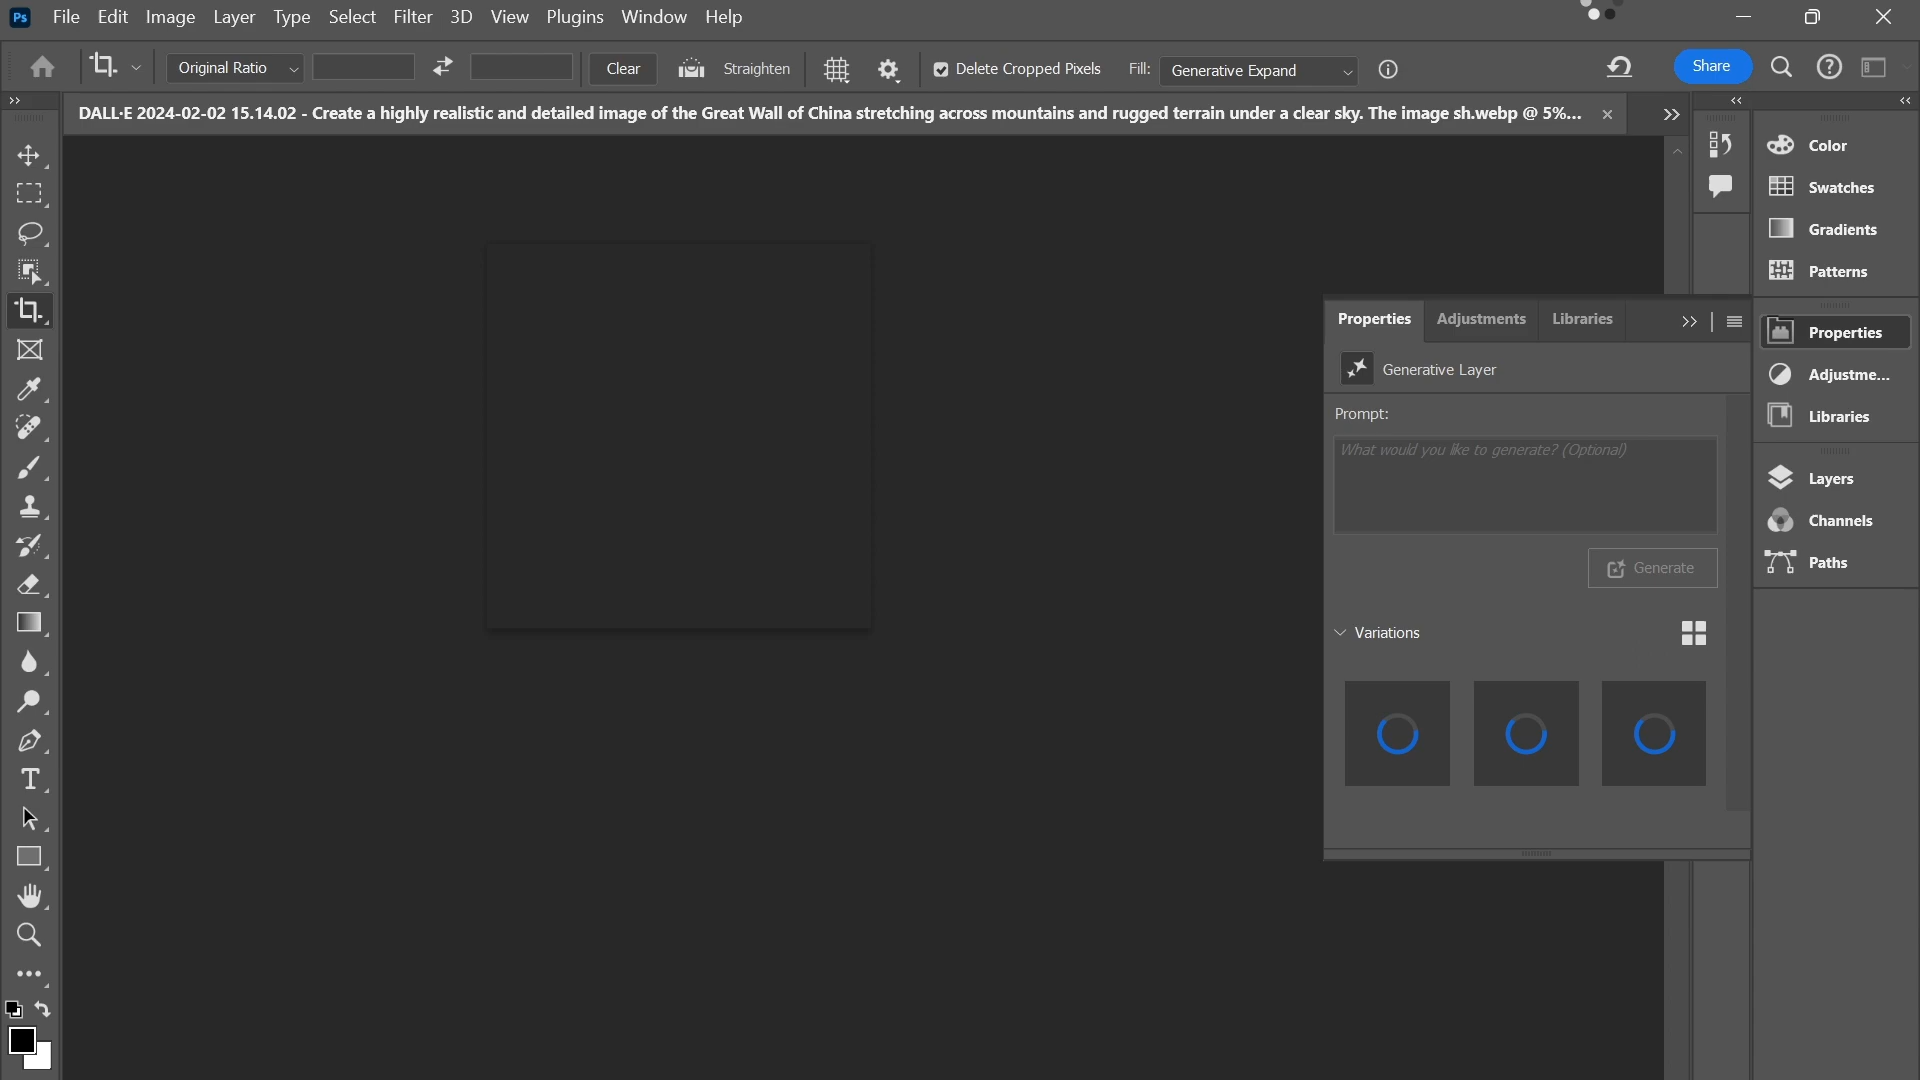 Ps File Edit Image Layer Type Select Filter 3D View Plugins Window Help
Original Ratio Clear Straighten Delete Cropped Pixels Fill: Generative Expand Share
DALL·E 2024-02-02 15.14.02 - Create a highly realistic and detailed image of the Great Wall of China stretching across mountains and rugged terrain under a clear sky. The image sh.webp @ 5%...
Color
Swatches
Gradients
Patterns
Properties
Adjustme...
Libraries
Layers
Channels
Paths
Properties Adjustments Libraries
Generative Layer
Prompt:
What would you like to generate? (Optional)
Generate
Variations